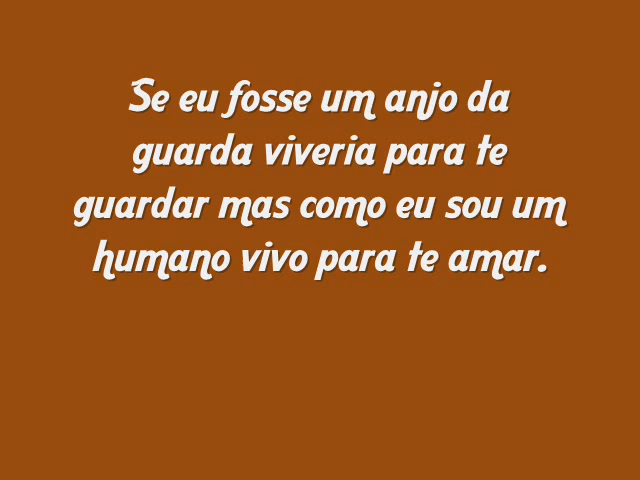 Se eu fosse um anjo da
guarda viveria para te
guardar mas como eu sou um
humano vivo para te amar.